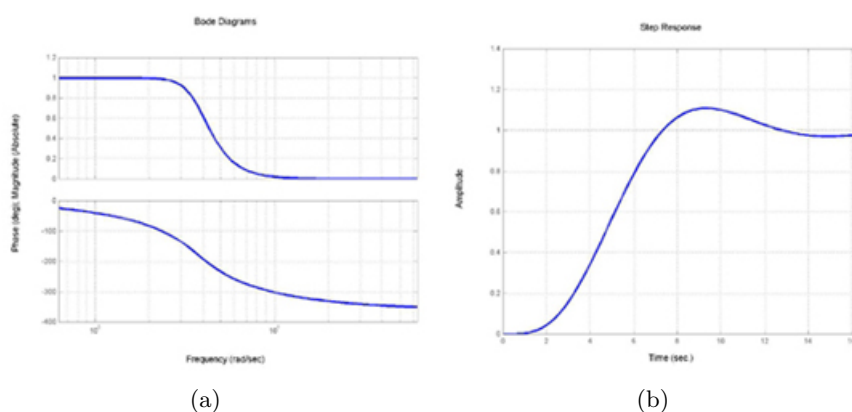 Bode Diagrams
Phase (deg); Magnitude (Absolute)
1.2
1
0.8
0.6
0.4
0.2
0
0
-100
-200
-300
-400
Frequency (rad/sec)
(a)
Step Response
Amplitude
1.4
1.2
1
0.8
0.6
0.4
0.2
0
0 2 4 6 8 10 12 14 16
Time (sec.)
(b)